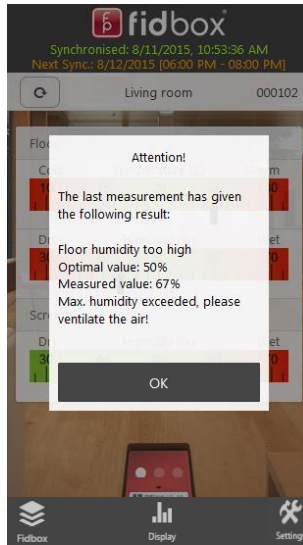 fidbox
Synchronised: 8/11/2015, 10:53:36 AM
Next Sync.: 8/12/2015 [06:00 PM - 08:00 PM]
Living room 000102
Attention!
The last measurement has given
the following result:
Floor humidity too high
Optimal value: 50%
Measured value: 67%
Max. humidity exceeded, please
ventilate the air!
OK
Fidbox Display Setting